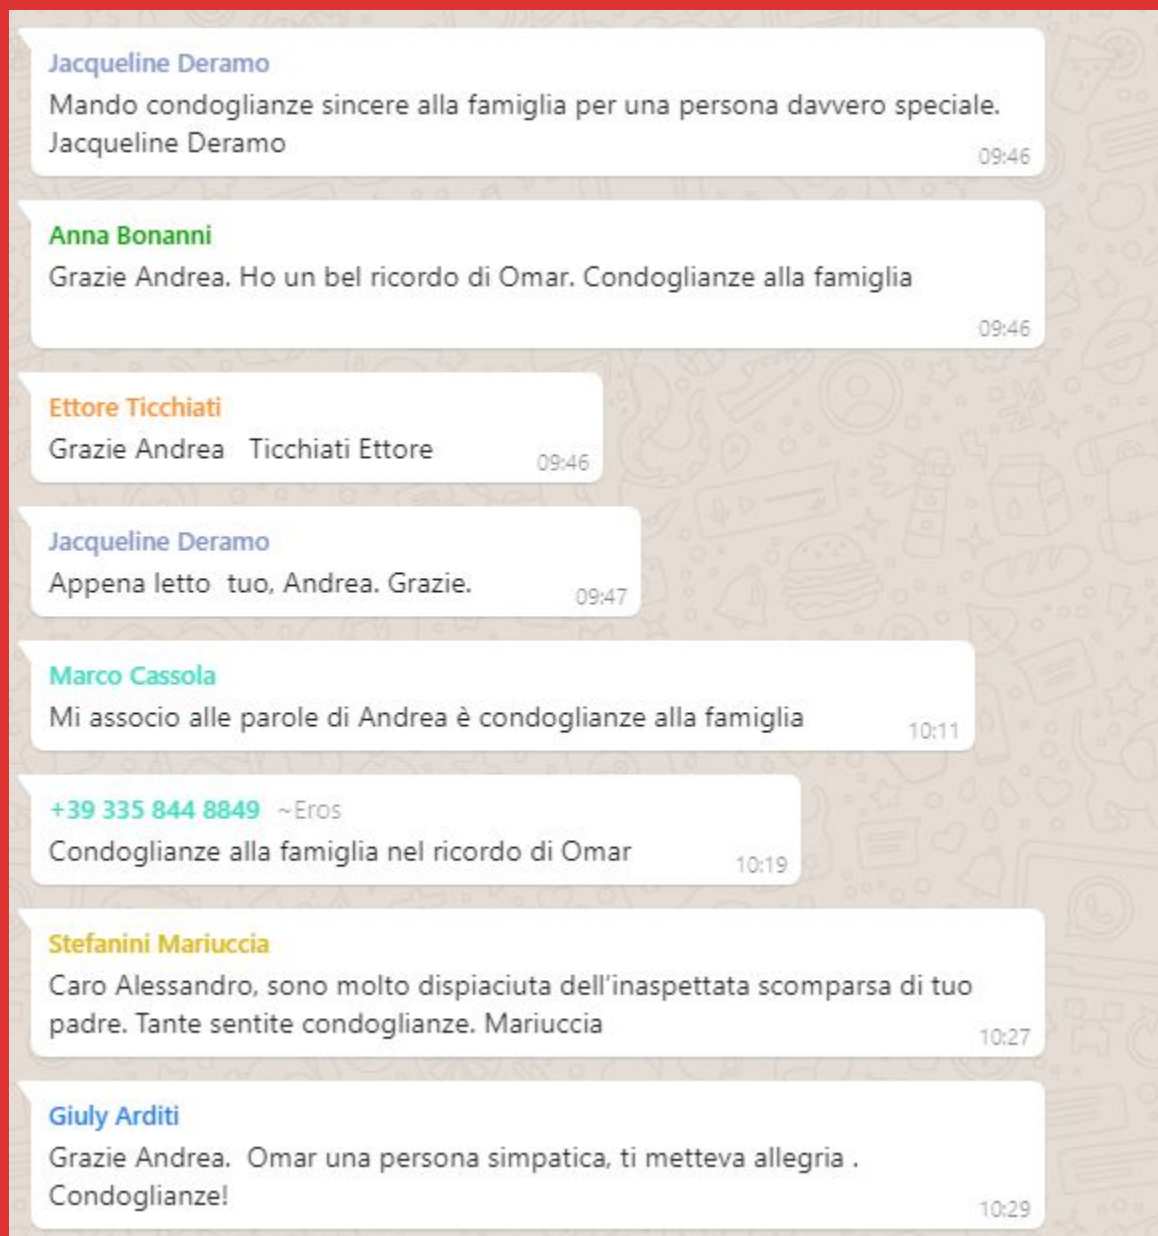 Jacqueline Deramo
Mando condoglianze sincere alla famiglia per una persona davvero speciale.
Jacqueline Deramo
09:46
Anna Bonanni
Grazie Andrea. Ho un bel ricordo di Omar. Condoglianze alla famiglia
09:46
Ettore Ticchiati
Grazie Andrea   Ticchiati Ettore
09:46
Jacqueline Deramo
Appena letto  tuo, Andrea. Grazie.
09:47
Marco Cassola
Mi associo alle parole di Andrea è condoglianze alla famiglia
10:11
+39 335 844 8849 ~Eros
Condoglianze alla famiglia nel ricordo di Omar
10:19
Stefanini Mariuccia
Caro Alessandro, sono molto dispiaciuta dell'inaspettata scomparsa di tuo
padre. Tante sentite condoglianze. Mariuccia
10:27
Giuly Arditi
Grazie Andrea.  Omar una persona simpatica, ti metteva allegria .
Condoglianze!
10:29